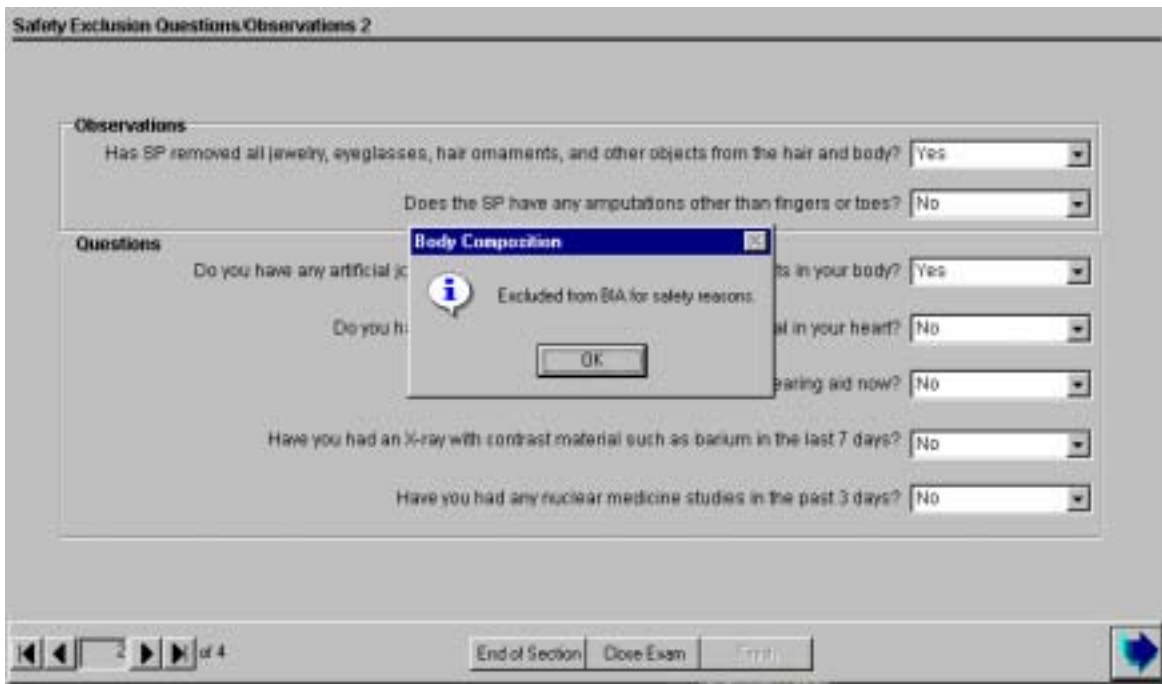 Safety Exclusion Questions/Observations 2
Observations
Has SP removed all jewelry, eyeglasses, hair ornaments, and other objects from the hair and body? Yes
Does the SP have any amputations other than fingers or toes? No
Questions
Body Composition
Do you have any artificial jo ts in your body? Yes
Excluded from BIA for safety reasons.
Do you ha al in your heart? No
OK
earing aid now? No
Have you had an X-ray with contrast material such as barium in the last 7 days? No
Have you had any nuclear medicine studies in the past 3 days? No
2 of 4 End of Section Close Exam Finish